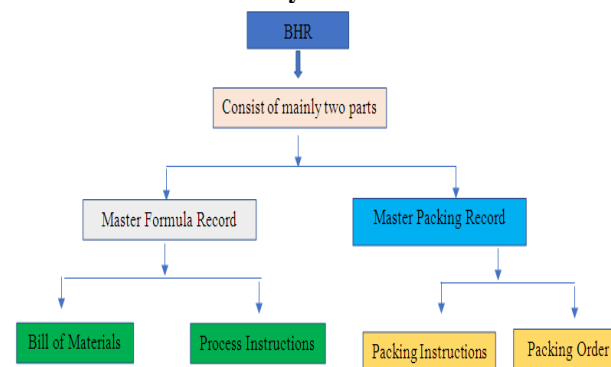 BHR
Consist of mainly two parts
Master Formula Record
Master Packing Record
Bill of Materials
Process Instructions
Packing Instructions
Packing Order